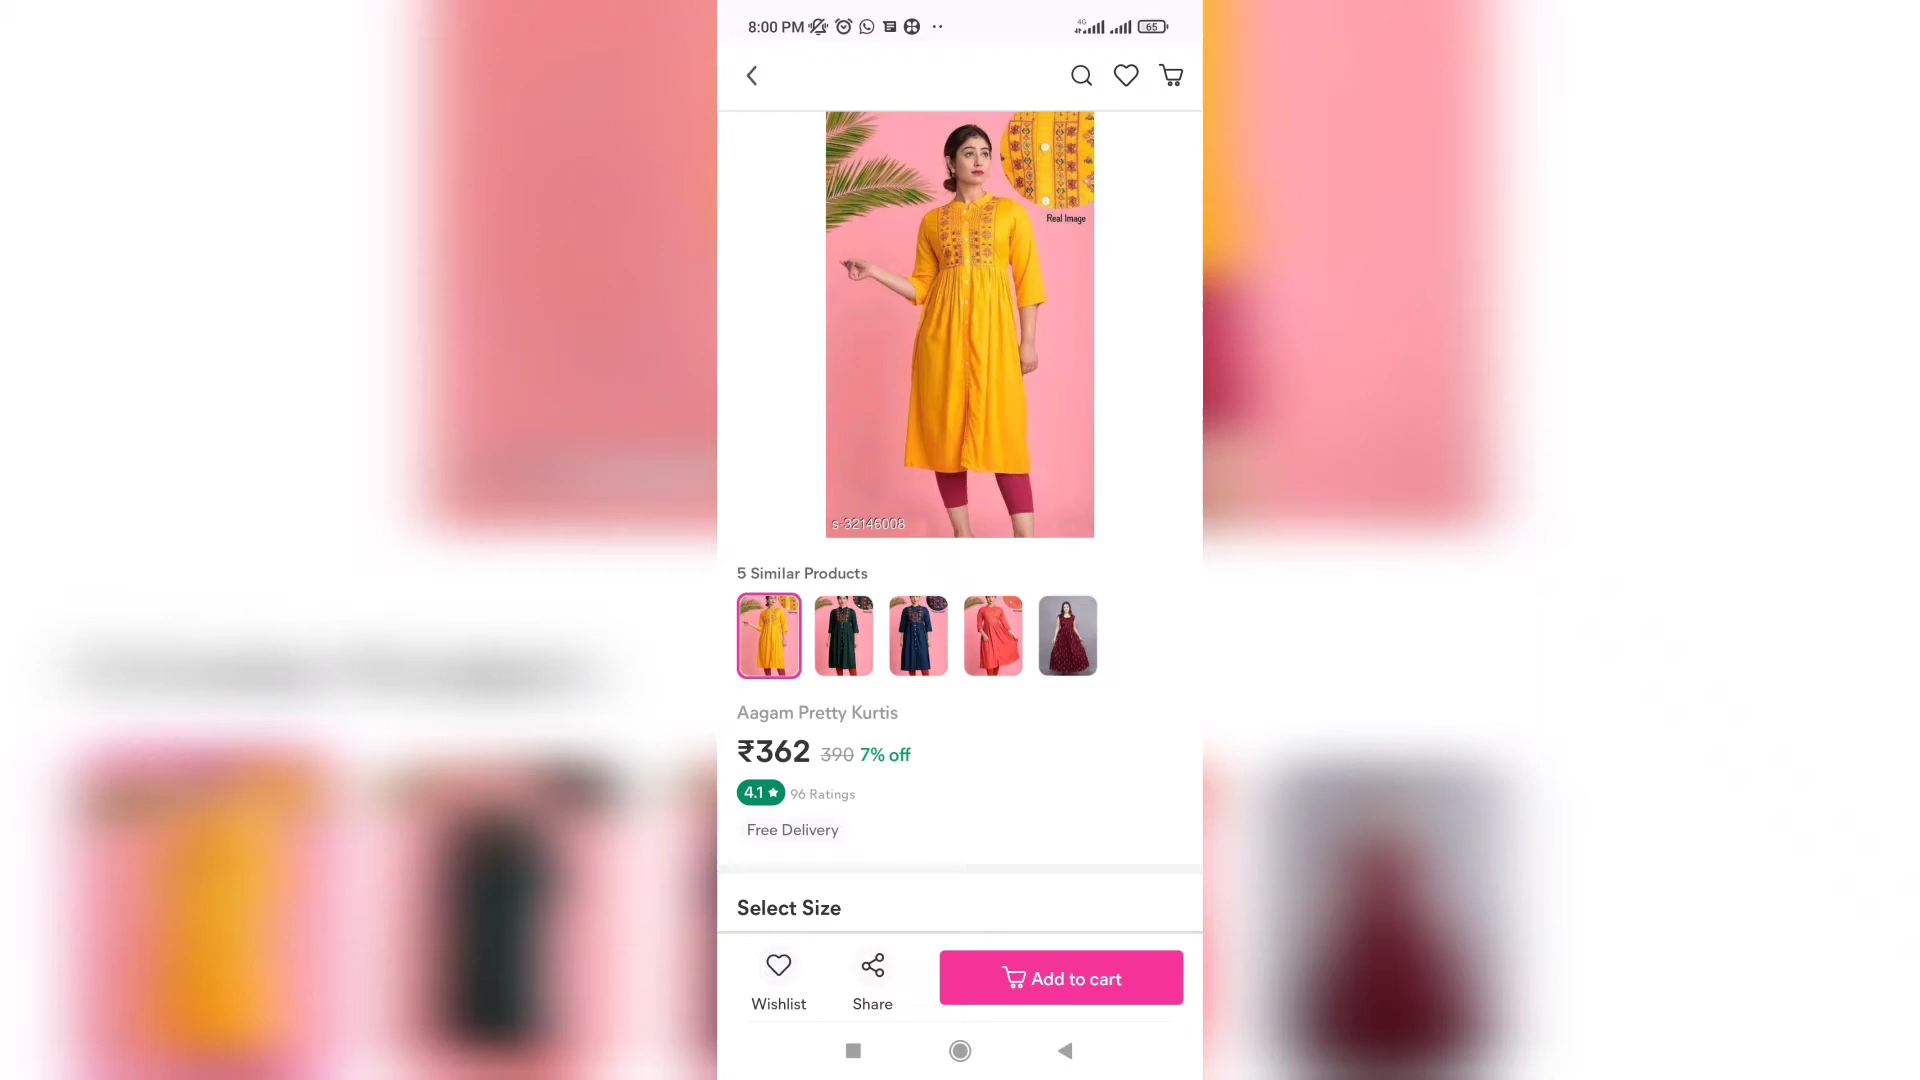 8:00 PM
4G
65
Real Image
s-32146008
5 Similar Products
Aagam Pretty Kurtis
₹362 390 7% off
4.1 ★ 96 Ratings
Free Delivery
Select Size
Wishlist
Share
Add to cart